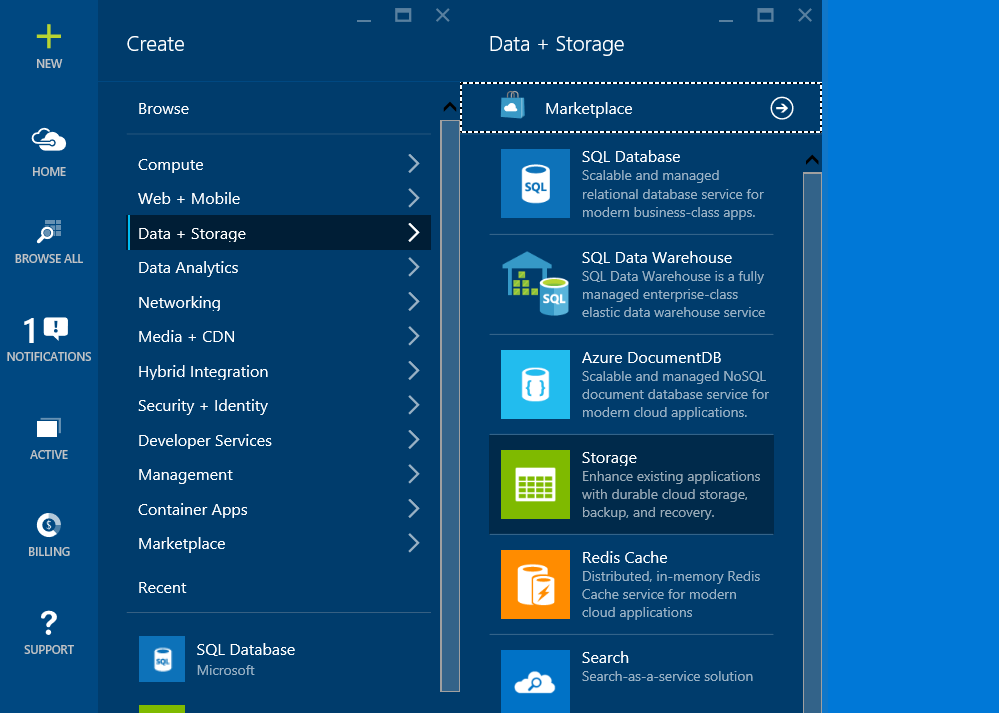 NEW
HOME
BROWSE ALL
1
NOTIFICATIONS
ACTIVE
BILLING
SUPPORT
Create
Browse
Compute
Web + Mobile
Data + Storage
Data Analytics
Networking
Media + CDN
Hybrid Integration
Security + Identity
Developer Services
Management
Container Apps
Marketplace
Recent
SQL
SQL Database
Microsoft
Data + Storage
Marketplace
SQL
SQL Database
Scalable and managed
relational database service for
modern business-class apps.
SQL
SQL Data Warehouse
SQL Data Warehouse is a fully
managed enterprise-class
elastic data warehouse service
Azure DocumentDB
Scalable and managed NoSQL
document database service for
modern cloud applications.
Storage
Enhance existing applications
with durable cloud storage,
backup, and recovery.
Redis Cache
Distributed, in-memory Redis
Cache service for modern
cloud applications
Search
Search-as-a-service solution